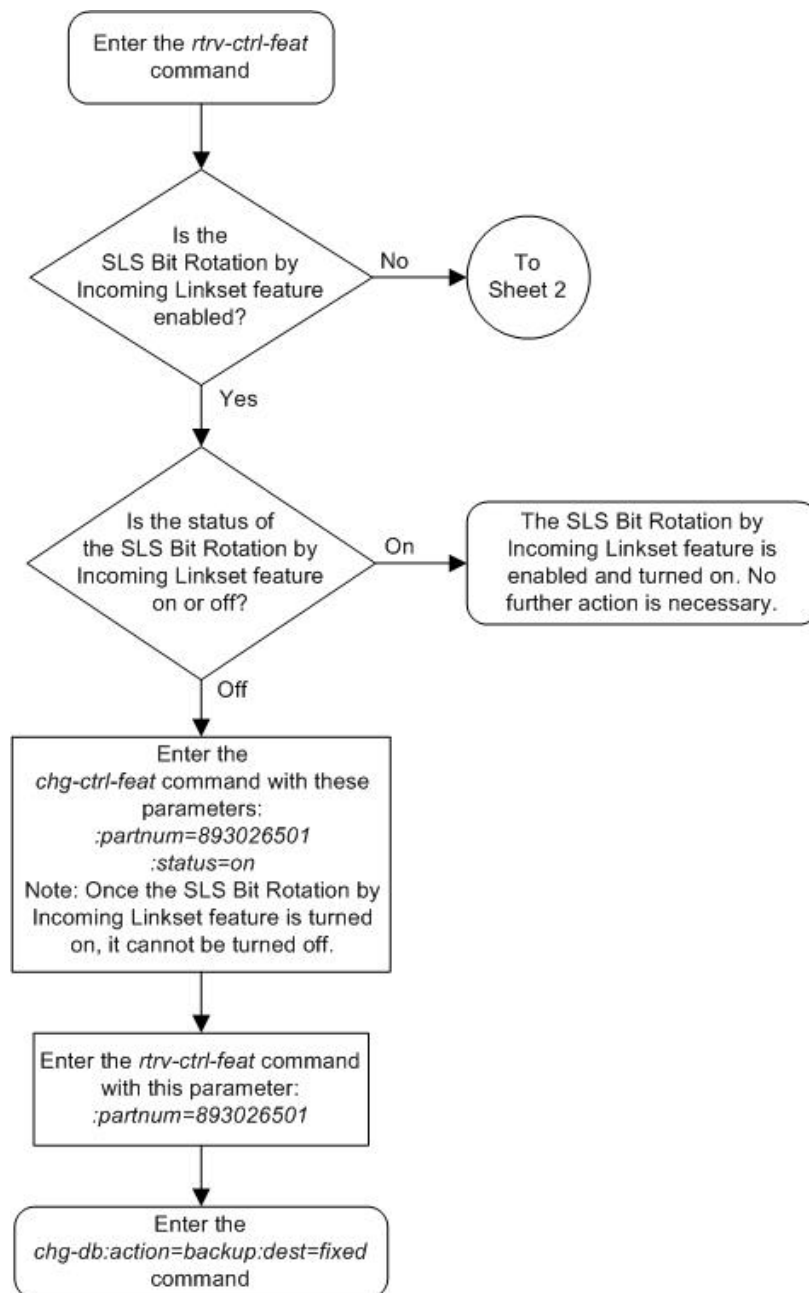 Enter the rtrv-ctrl-feat
command
Is the
SLS Bit Rotation by
Incoming Linkset feature
enabled?
No
To
Sheet 2
Yes
Is the status of
the SLS Bit Rotation by
Incoming Linkset feature
on or off?
On
The SLS Bit Rotation by
Incoming Linkset feature is
enabled and turned on. No
further action is necessary.
Off
Enter the
chg-ctrl-feat command with these
parameters:
:partnum=893026501
:status=on
Note: Once the SLS Bit Rotation by
Incoming Linkset feature is turned
on, it cannot be turned off.
Enter the rtrv-ctrl-feat command
with this parameter:
:partnum=893026501
Enter the
chg-db:action=backup:dest=fixed
command